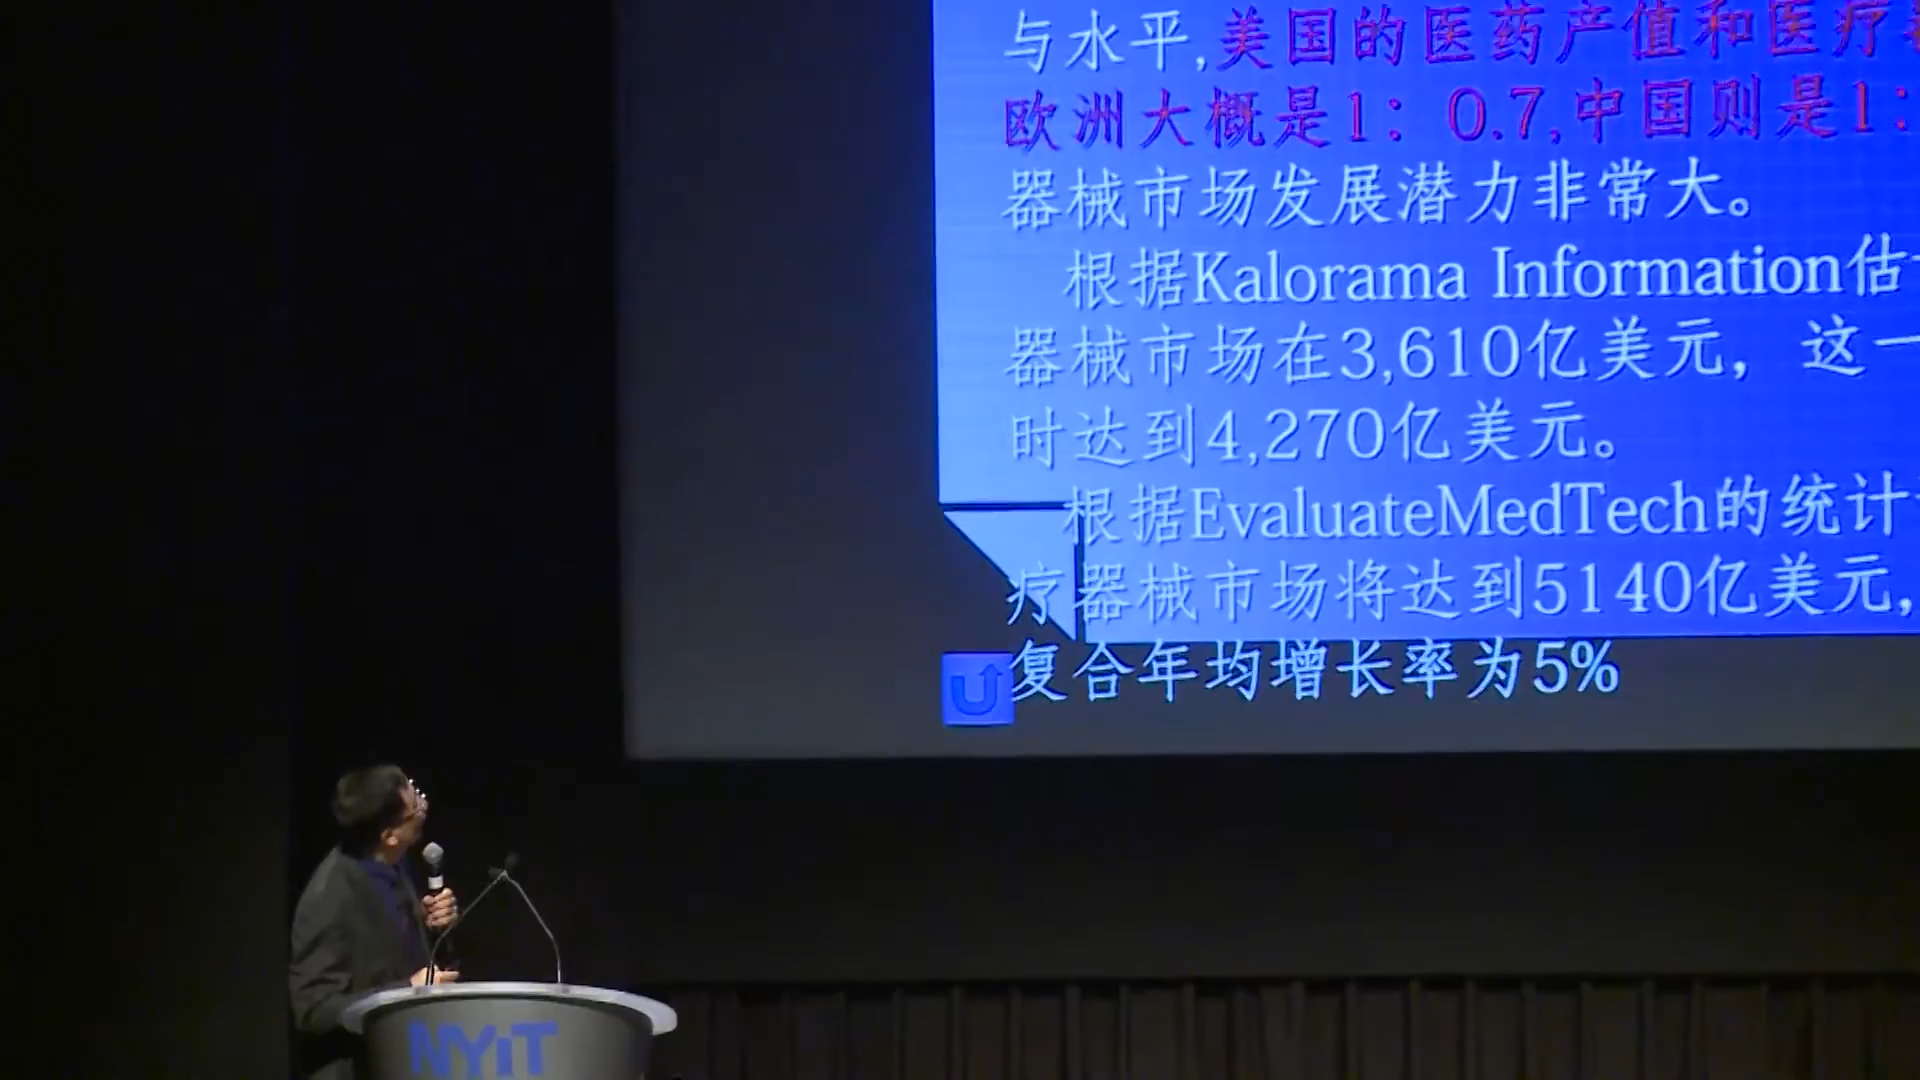 与水平,美国的医药产值和医疗
欧洲大概是1：0.7,中国则是1:
器械市场发展潜力非常大。
根据Kalorama Information估
器械市场在3,610亿美元，这一
时达到4,270亿美元。
根据EvaluateMedTech的统计
疗器械市场将达到5140亿美元,
复合年均增长率为5%
NYiT